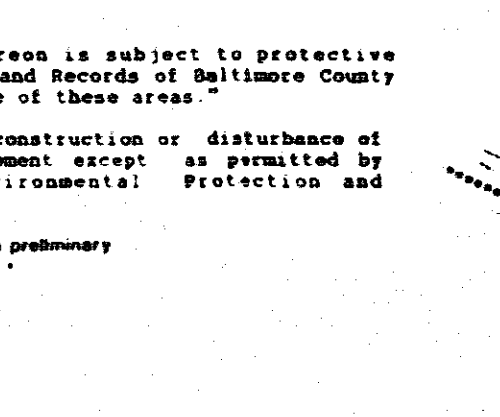 reon is subject to protective
and Records of Baltimore County
e of these areas."
construction or disturbance of
pment except as permitted by
ironmental Protection and
preliminary